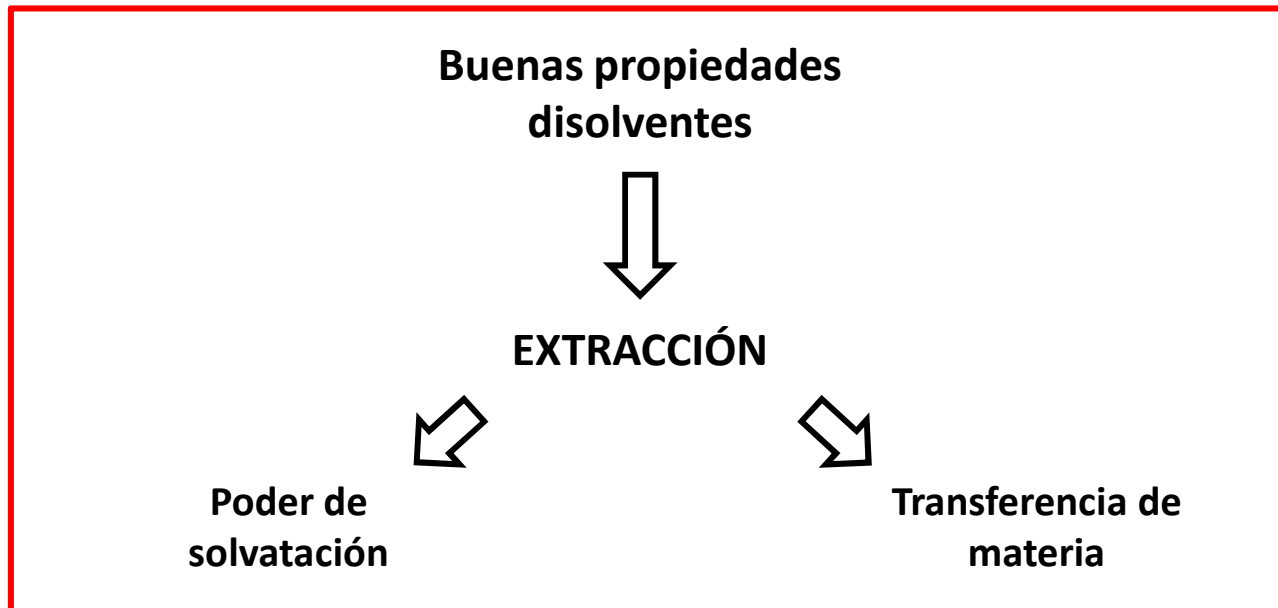 Buenas propiedades
disolventes
EXTRACCIÓN
Poder de
solvatación
Transferencia de
materia